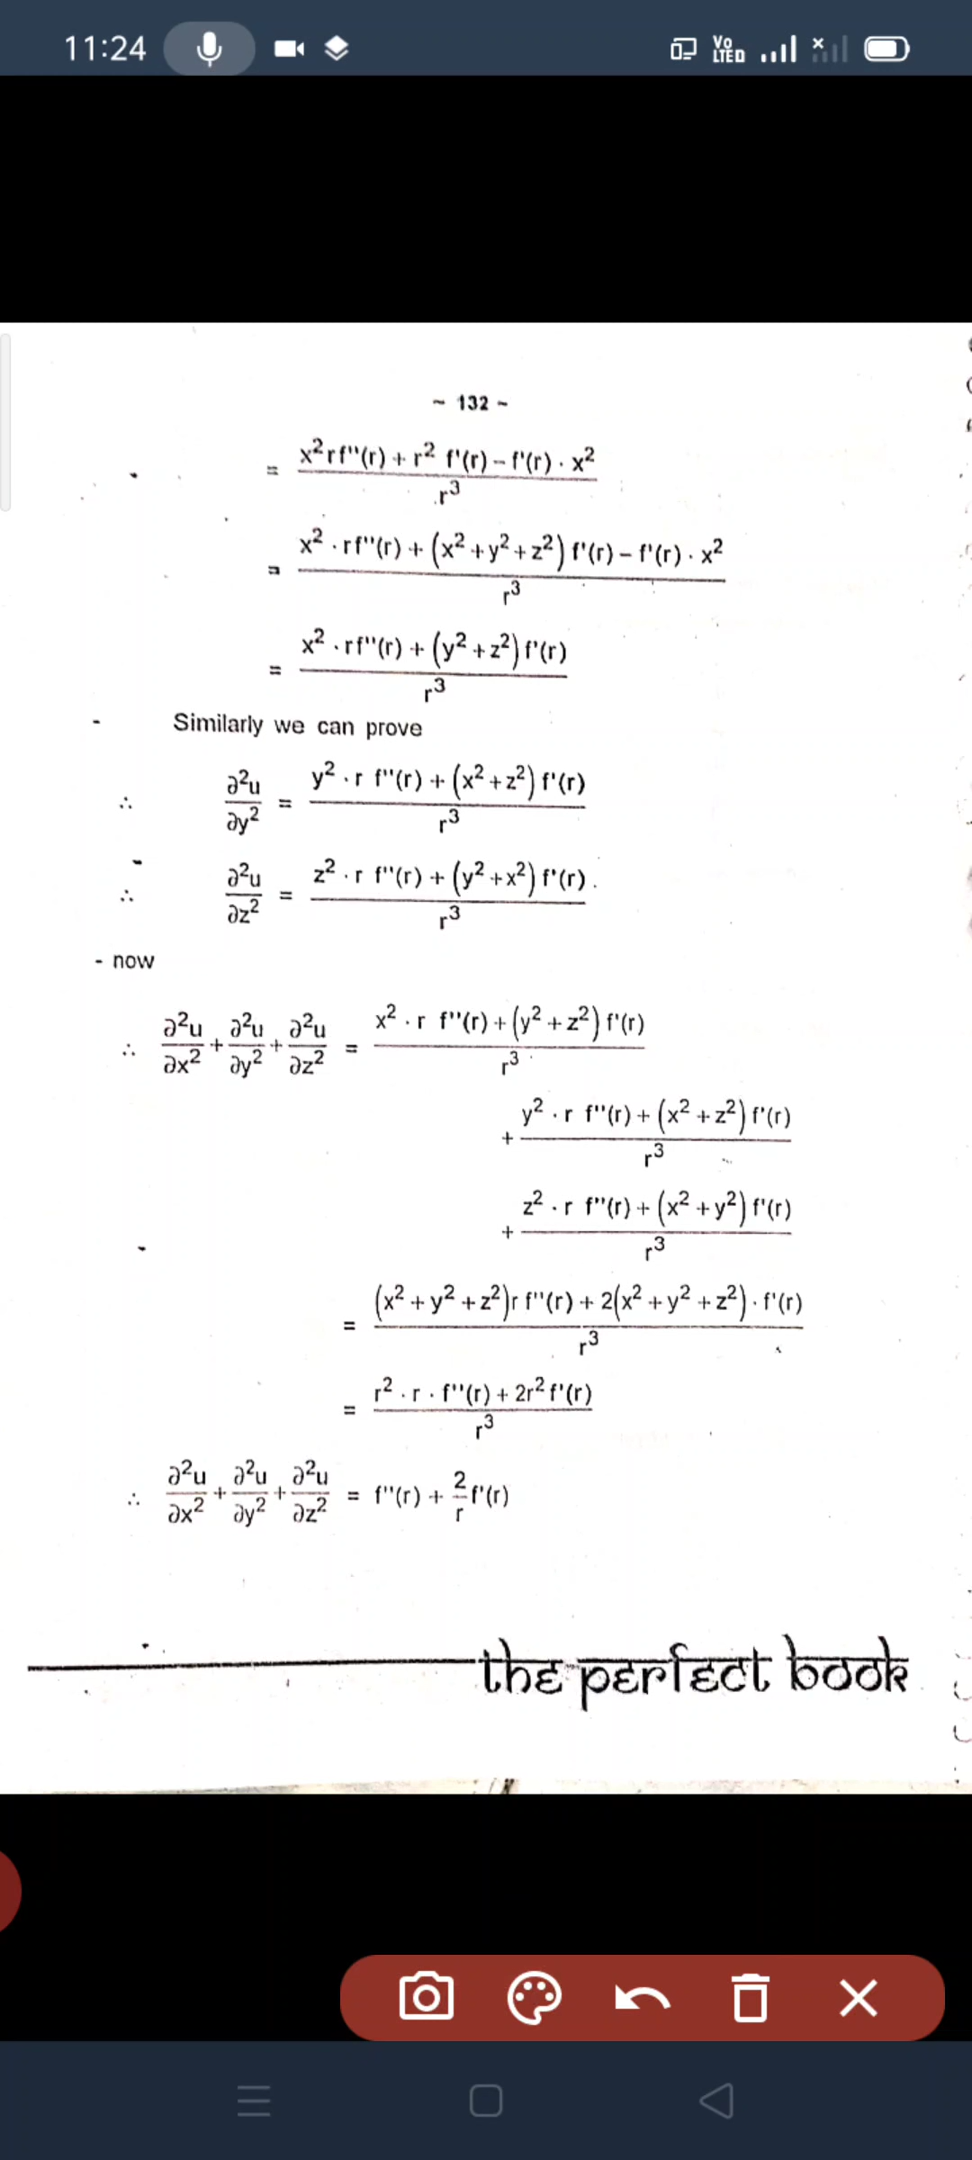 11:24
Vo LTE D
~ 132 ~
= x²rf''(r) + r² f'(r) – f'(r) · x² / r³
= x² · rf''(r) + (x² + y² + z²) f'(r) – f'(r) · x² / r³
= x² · rf''(r) + (y² + z²) f'(r) / r³
- Similarly we can prove
∴ ∂²u/∂y² = y² · r f''(r) + (x² + z²) f'(r) / r³
∴ ∂²u/∂z² = z² · r f''(r) + (y² + x²) f'(r) . / r³
- now
∴ ∂²u/∂x² + ∂²u/∂y² + ∂²u/∂z² = x² · r f''(r) + (y² + z²) f'(r) / r³
+ y² · r f''(r) + (x² + z²) f'(r) / r³
+ z² · r f''(r) + (x² + y²) f'(r) / r³
= (x² + y² + z²) r f''(r) + 2(x² + y² + z²) · f'(r) / r³
= r² · r · f''(r) + 2r² f'(r) / r³
∴ ∂²u/∂x² + ∂²u/∂y² + ∂²u/∂z² = f''(r) + 2/r f'(r)
the perfect book